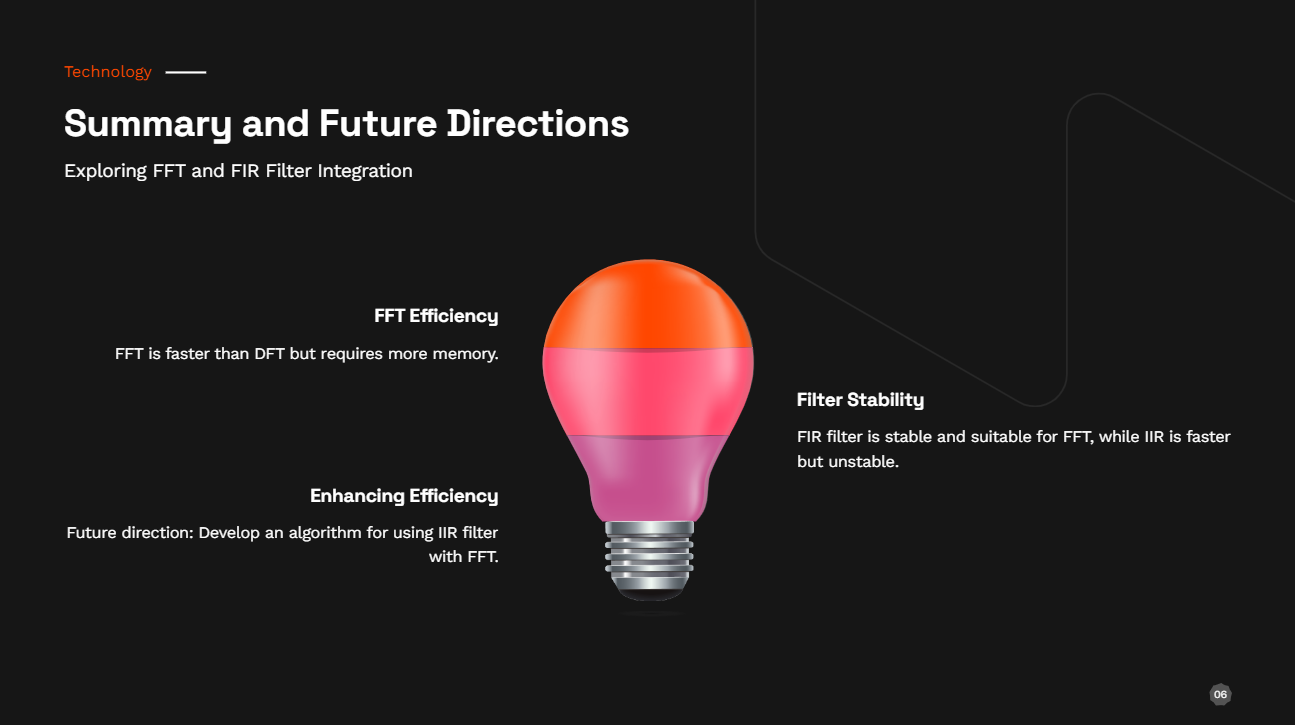 Technology
Summary and Future Directions
Exploring FFT and FIR Filter Integration
FFT Efficiency
FFT is faster than DFT but requires more memory.
Filter Stability
FIR filter is stable and suitable for FFT, while IIR is faster
but unstable.
Enhancing Efficiency
Future direction: Develop an algorithm for using IIR filter
with FFT.
06